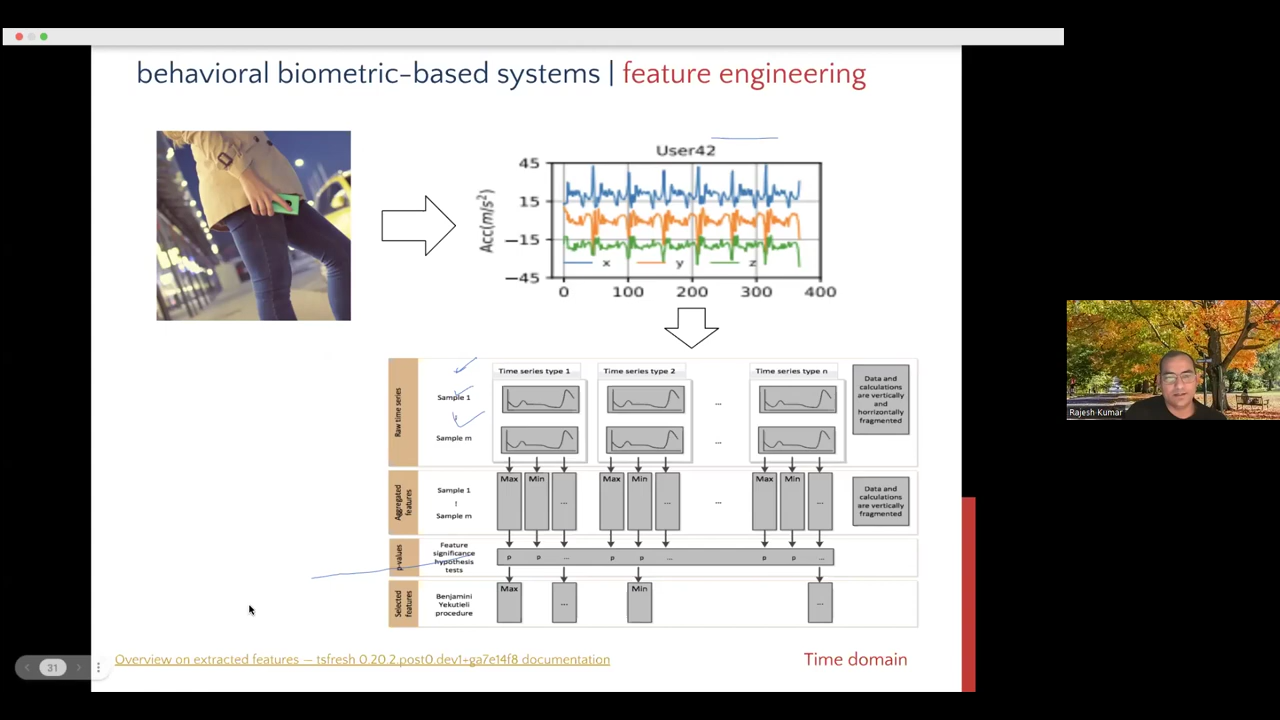 behavioral biometric-based systems | feature engineering
User42
Acc(m/s²)
45
15
−15
−45
x
y
z
0
100
200
300
400
Raw time series
Sample 1
Sample m
Time series type 1
Time series type 2
...
Time series type n
...
Data and
calculations
are vertically
and
horrizontally
fragmented
Aggregated
features
Sample 1
Sample m
Max
Min
...
Max
Min
...
...
Max
Min
...
Data and
calculations
are vertically
fragmented
p-values
Feature
significance
hypothesis
tests
p
p
...
p
p
...
p
p
...
Selected
features
Benjamini
Yekutieli
procedure
Max
...
Min
...
31
Overview on extracted features — tsfresh 0.20.2.post0.dev1+ga7e14f8 documentation
Time domain
Rajesh Kumar